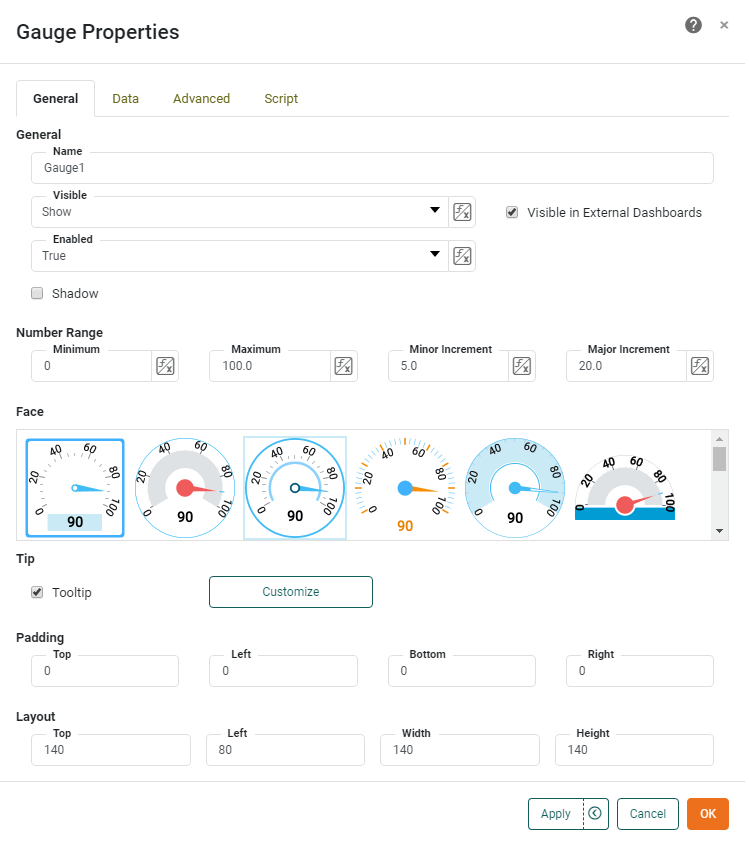 Gauge Properties
General Data Advanced Script
General
Name
Gauge1
Visible
Show
Visible in External Dashboards
Enabled
True
Shadow
Number Range
Minimum Maximum Minor Increment Major Increment
0 100.0 5.0 20.0
Face
0 20 40 60 80 100 90
0 20 40 60 80 100 90
0 20 40 60 80 100 90
0 20 40 60 80 100 90
0 20 40 60 80 100 90
0 20 40 60 80 100
Tip
Tooltip Customize
Padding
Top Left Bottom Right
0 0 0 0
Layout
Top Left Width Height
140 80 140 140
Apply Cancel OK